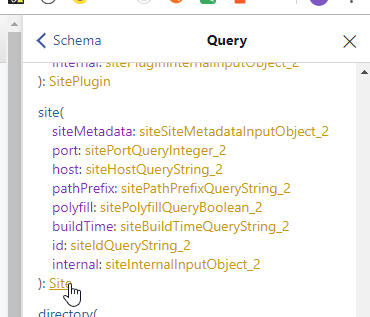 Schema
Query
internal: sitePluginInternalInputObject_2
): SitePlugin
site(
siteMetadata: siteSiteMetadataInputObject_2
port: sitePortQueryInteger_2
host: siteHostQueryString_2
pathPrefix: sitePathPrefixQueryString_2
polyfill: sitePolyfillQueryBoolean_2
buildTime: siteBuildTimeQueryString_2
id: siteIdQueryString_2
internal: siteInternalInputObject_2
): Site
directory(